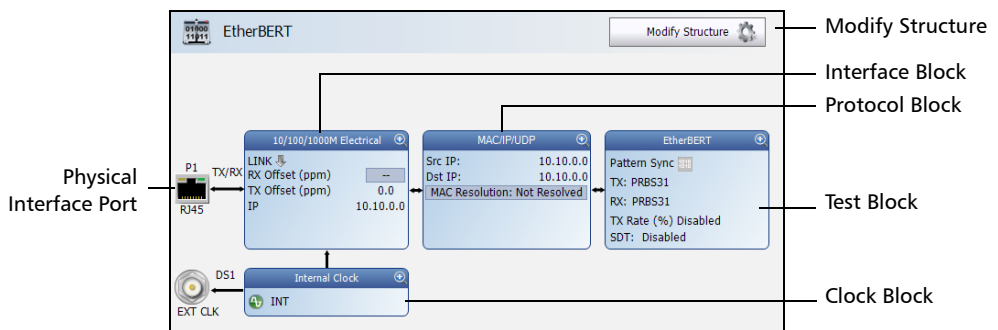 01000
11011
EtherBERT
Modify Structure
Modify Structure
Interface Block
Protocol Block
10/100/1000M Electrical
LINK
RX Offset (ppm) --
TX Offset (ppm) 0.0
IP 10.10.0.0
MAC/IP/UDP
Src IP: 10.10.0.0
Dst IP: 10.10.0.0
MAC Resolution: Not Resolved
EtherBERT
Pattern Sync
TX: PRBS31
RX: PRBS31
TX Rate (%) Disabled
SDT: Disabled
P1
TX/RX
RJ45
Physical
Interface Port
Test Block
DS1
EXT CLK
Internal Clock
INT
Clock Block